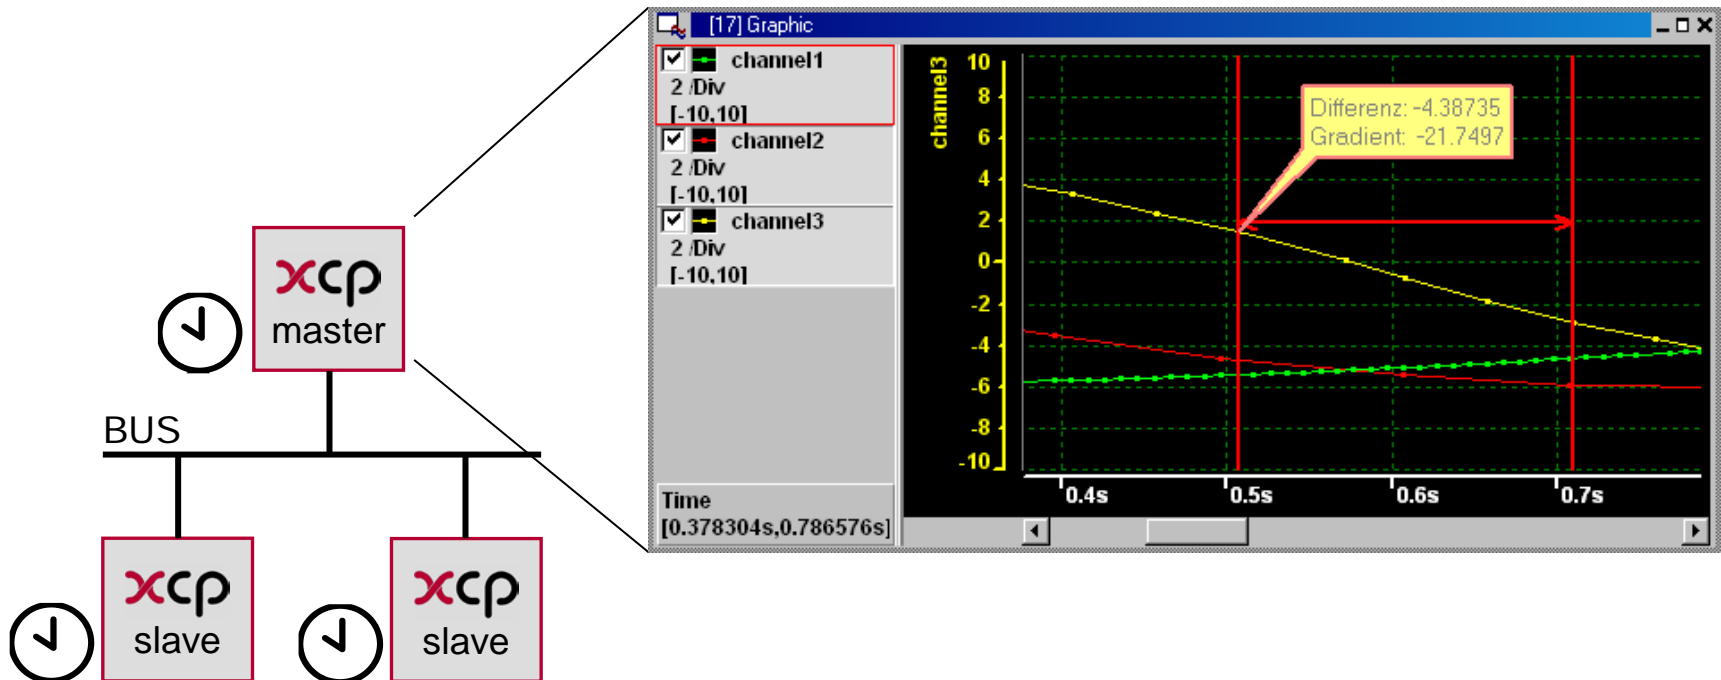 [17] Graphic
channel1
2 /Div
[-10,10]
channel2
2 /Div
[-10,10]
channel3
2 /Div
[-10,10]
Time
[0.378304s,0.786576s]
channel3
10
8
6
4
2
0
-2
-4
-6
-8
-10
Differenz: -4.38735
Gradient: -21.7497
0.4s 0.5s 0.6s 0.7s
xcp
master
BUS
xcp
slave
xcp
slave